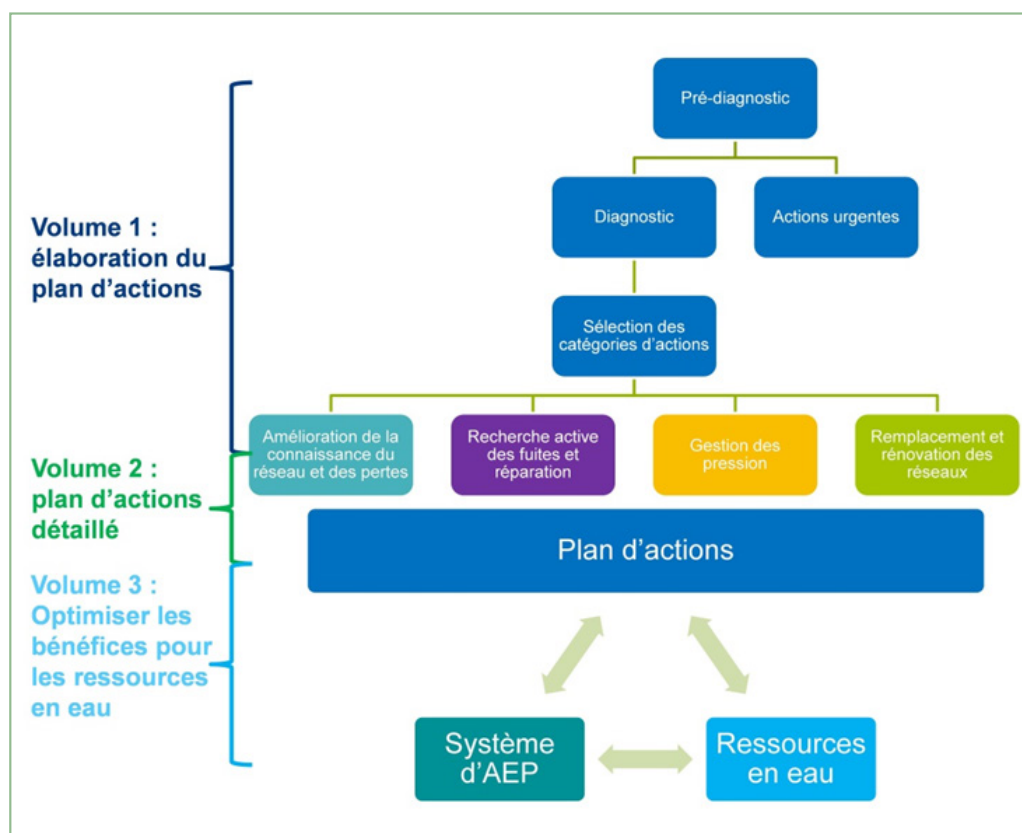 Pré-diagnostic
Diagnostic
Actions urgentes
Volume 1 :
élaboration du
plan d'actions
Sélection des
catégories d'actions
Amélioration de la
connaissance du
réseau et des pertes
Recherche active
des fuites et
réparation
Gestion des
pression
Remplacement et
rénovation des
réseaux
Volume 2 :
plan d'actions
détaillé
Plan d'actions
Volume 3 :
Optimiser les
bénéfices pour
les ressources
en eau
Système
d'AEP
Ressources
en eau